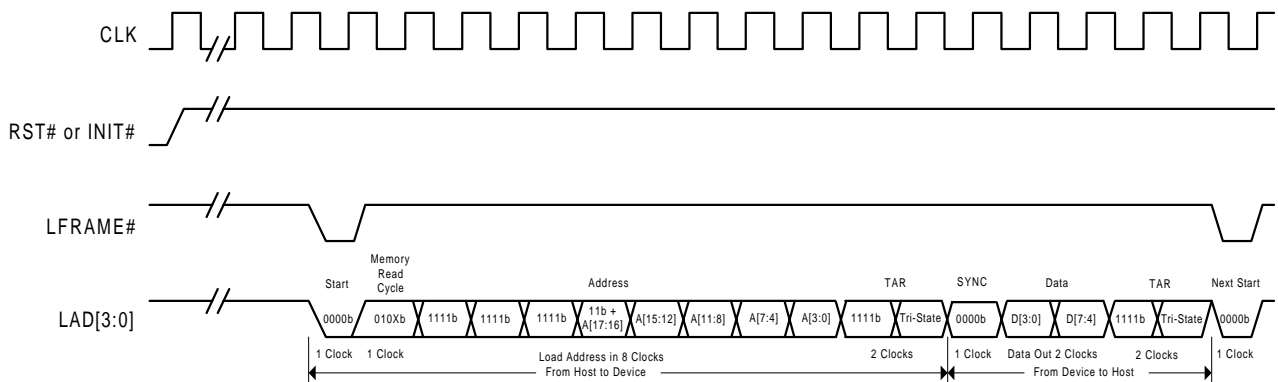 CLK
RST# or INIT#
LFRAME#
Memory
Read
Cycle
Start
Address
TAR
SYNC
Data
TAR
Next Start
LAD[3:0]
0000b
010Xb
1111b
1111b
1111b
11b +
A[17:16]
A[15:12]
A[11:8]
A[7:4]
A[3:0]
1111b
Tri-State
0000b
D[3:0]
D[7:4]
1111b
Tri-State
0000b
1 Clock
1 Clock
Load Address in 8 Clocks
2 Clocks
1 Clock
Data Out 2 Clocks
2 Clocks
1 Clock
From Host to Device
From Device to Host